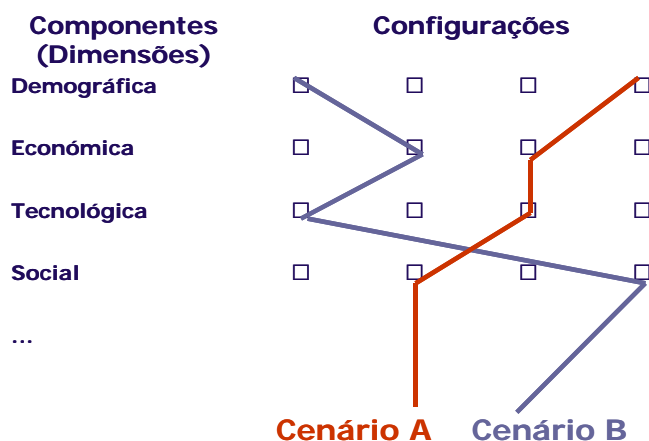 Componentes
(Dimensões)
Configurações
Demográfica
Económica
Tecnológica
Social
...
Cenário A
Cenário B